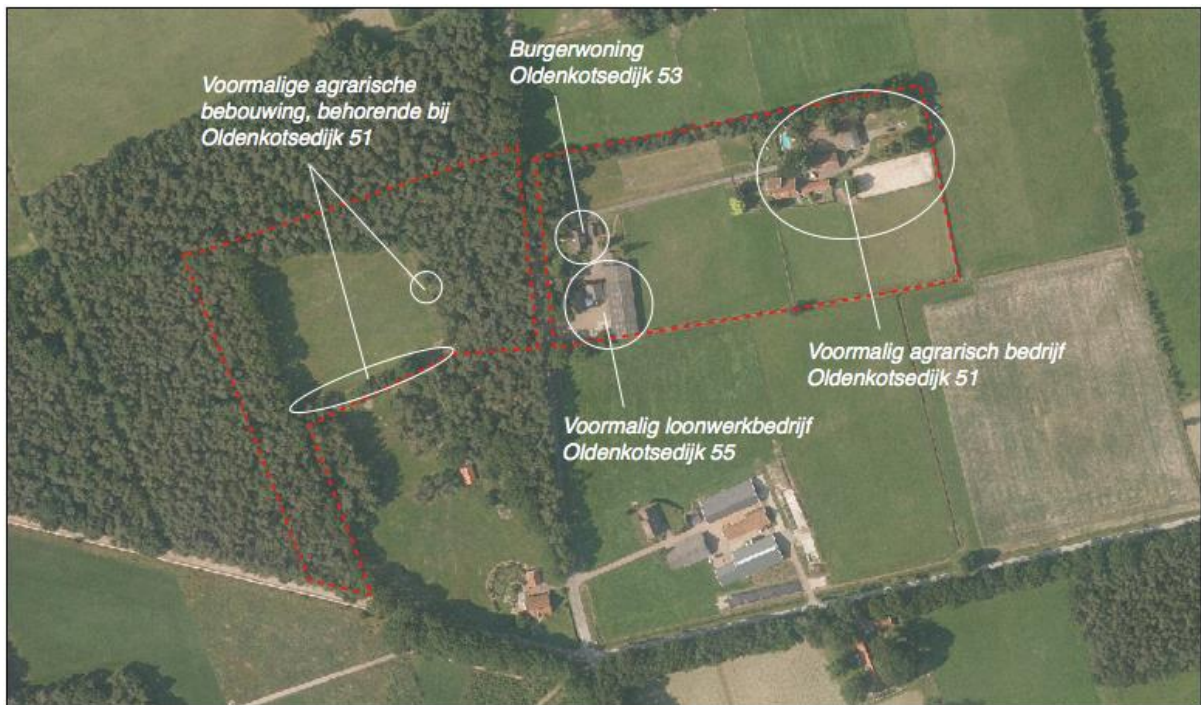 Burgerwoning
Oldenkotsedijk 53
Voormalige agrarische
bebouwing, behorende bij
Oldenkotsedijk 51
Voormalig agrarisch bedrijf
Oldenkotsedijk 51
Voormalig loonwerkbedrijf
Oldenkotsedijk 55